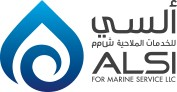 ألسي
للخدمات الملاحية ش.م.م
ALSI
FOR MARINE SERVICE LLC